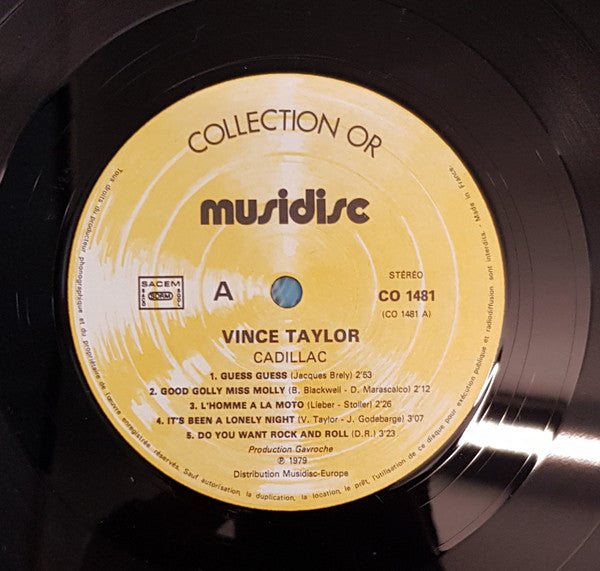 COLLECTION OR
musidisc
SACEM
SDRM
A
STÉRÉO
CO 1481
(CO 1481 A)
VINCE TAYLOR
CADILLAC
1. GUESS GUESS (Jacques Brely) 2'53
2. GOOD GOLLY MISS MOLLY (B. Blackwell - D. Marascalco) 2'12
3. L'HOMME A LA MOTO (Lieber - Stoller) 2'26
4. IT'S BEEN A LONELY NIGHT (V. Taylor - J. Godebarge) 3'07
5. DO YOU WANT ROCK AND ROLL (D.R.) 3'23
Production Gavroche
℗ 1979
Distribution Musidisc-Europe
Tous droits du producteur phonographique et du propriétaire de l'œuvre enregistrée réservés. Sauf autorisation, la duplication, la location, le prêt, l'utilisation de ce disque pour exécution publique et radiodiffusion sont interdits. - Made in France.